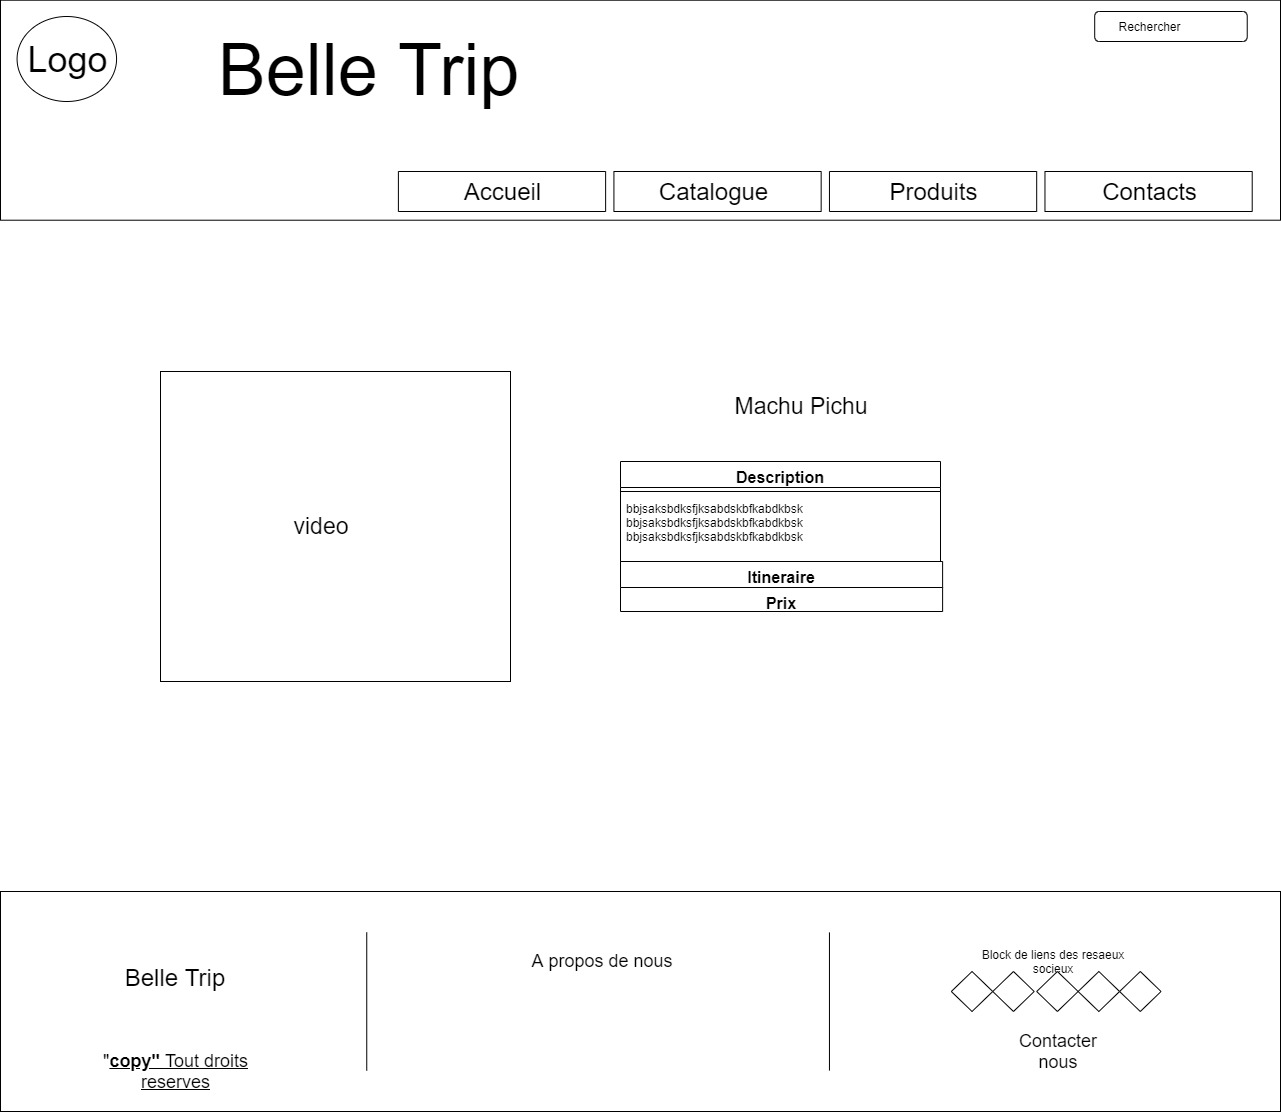 Logo
Belle Trip
Rechercher
Accueil
Catalogue
Produits
Contacts
video
Machu Pichu
Description
bbjsaksbdksfjksabdskbfkabdkbsk
bbjsaksbdksfjksabdskbfkabdkbsk
bbjsaksbdksfjksabdskbfkabdkbsk
Itineraire
Prix
Belle Trip
"copy" Tout droits
reserves
A propos de nous
Block de liens des resaeux
socieux
Contacter
nous